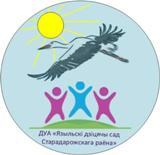 ДУА «Языльскі дзіцячы сад
Старадарожскага раёна»